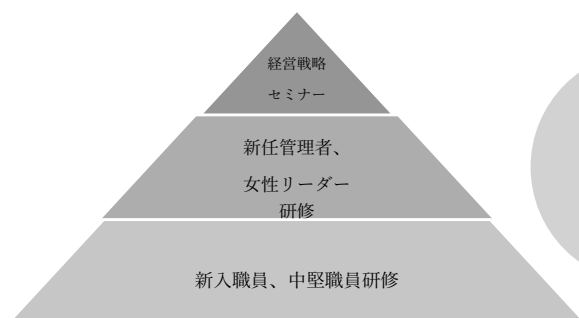 経営戦略
セミナー
新任管理者、
女性リーダー
研修
新入職員、中堅職員研修